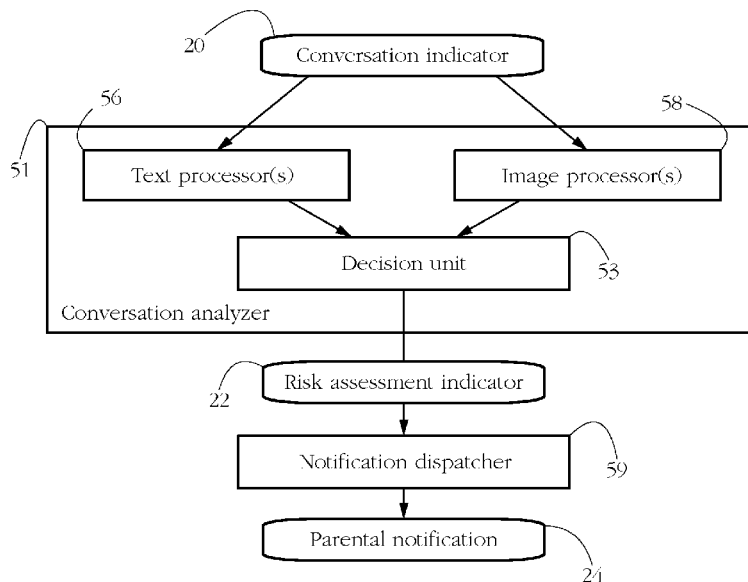 20
Conversation indicator
56
58
51
Text processor(s)
Image processor(s)
Decision unit
53
Conversation analyzer
22
Risk assessment indicator
Notification dispatcher
59
Parental notification
24